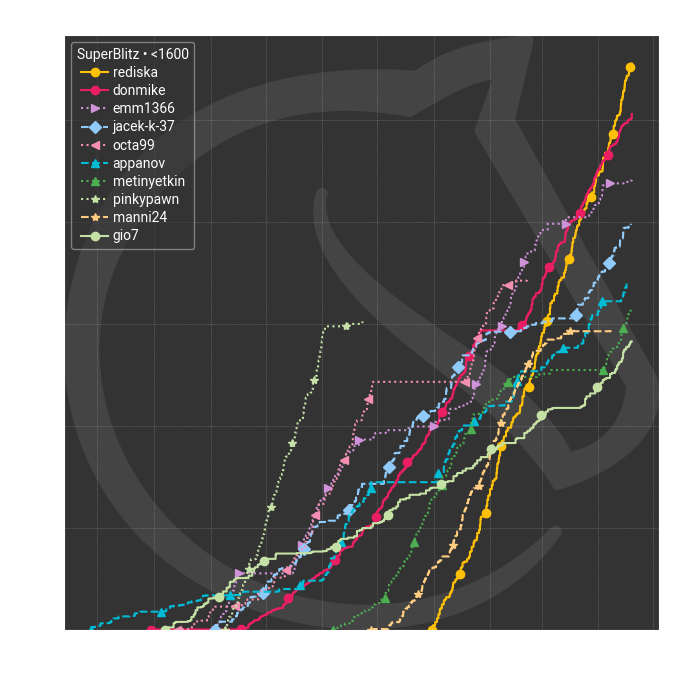 SuperBlitz • <1600
rediska
donmike
emm1366
jacek-k-37
octa99
appanov
metinyetkin
pinkypawn
manni24
gio7